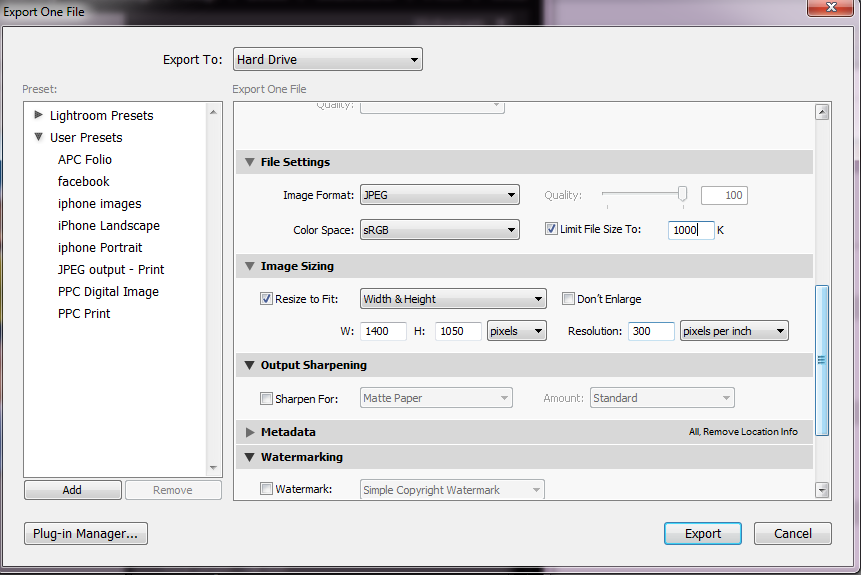 Export One File
Export To: Hard Drive
Preset:
Lightroom Presets
User Presets
APC Folio
facebook
iphone images
iPhone Landscape
iphone Portrait
JPEG output - Print
PPC Digital Image
PPC Print
Add Remove
Export One File
Quality:
File Settings
Image Format: JPEG Quality: 100
Color Space: sRGB Limit File Size To: 1000 K
Image Sizing
Resize to Fit: Width & Height Don't Enlarge
W: 1400 H: 1050 pixels Resolution: 300 pixels per inch
Output Sharpening
Sharpen For: Matte Paper Amount: Standard
Metadata All, Remove Location Info
Watermarking
Watermark: Simple Copyright Watermark
Plug-in Manager... Export Cancel